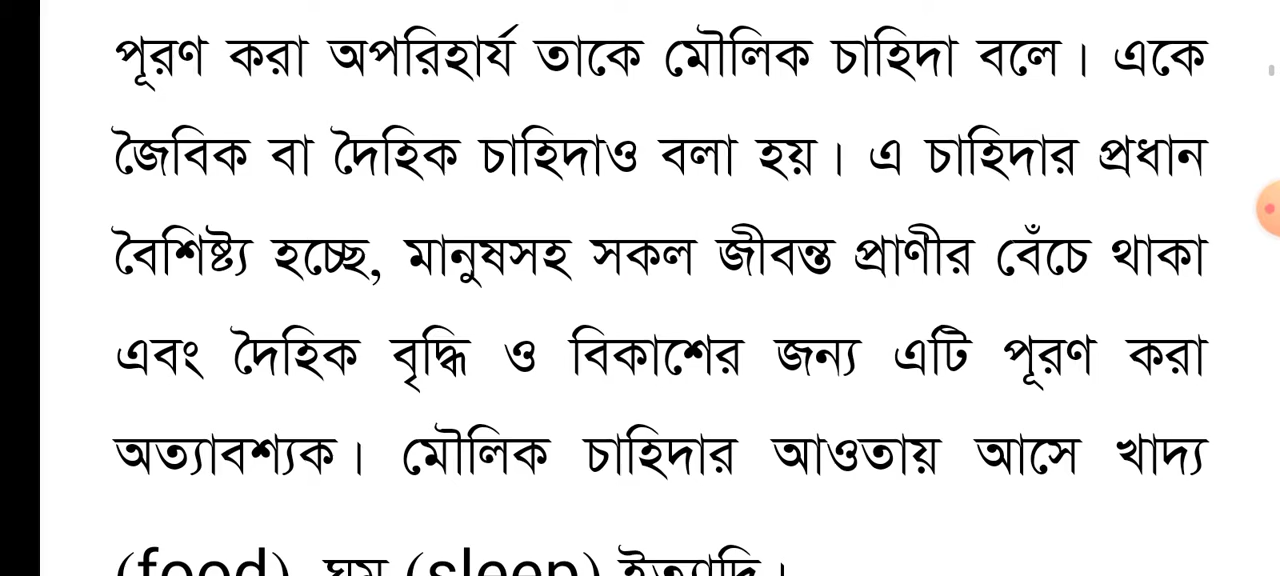 পূরণ করা অপরিহার্য তাকে মৌলিক চাহিদা বলে। একে
জৈবিক বা দৈহিক চাহিদাও বলা হয়। এ চাহিদার প্রধান
বৈশিষ্ট্য হচ্ছে, মানুষসহ সকল জীবন্ত প্রাণীর বেঁচে থাকা
এবং দৈহিক বৃদ্ধি ও বিকাশের জন্য এটি পূরণ করা
অত্যাবশ্যক। মৌলিক চাহিদার আওতায় আসে খাদ্য
(food), ঘুম (sleep) ইত্যাদি।